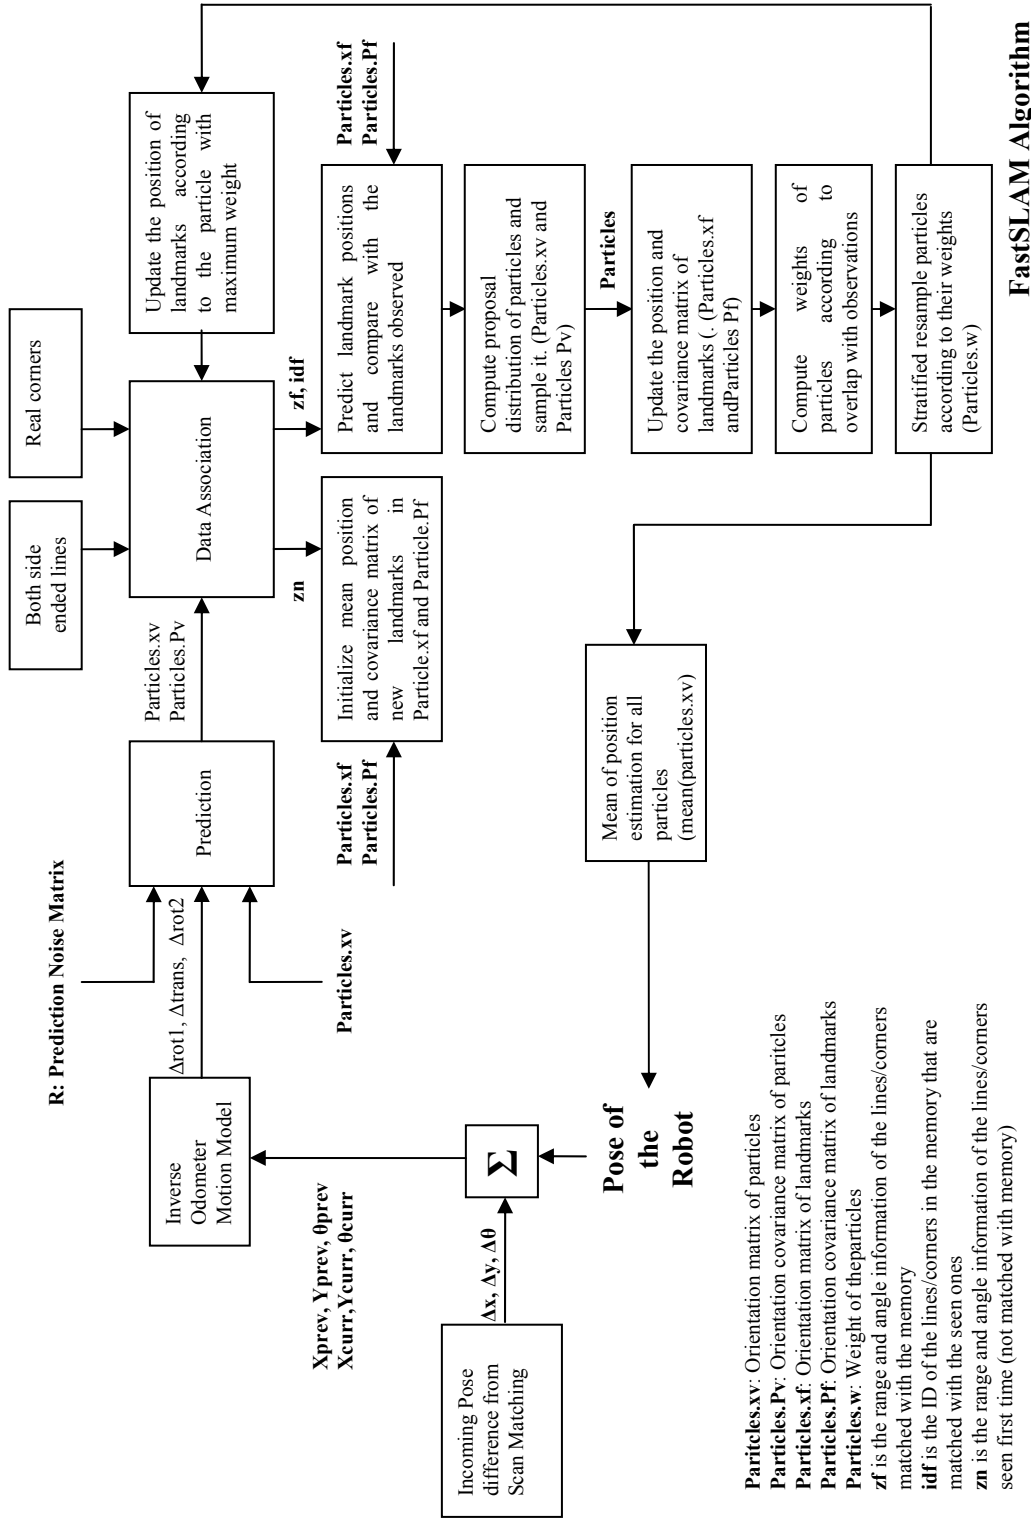 Incoming Pose
difference from
Scan Matching
Δx, Δy, Δθ
Σ
Pose of
the
Robot
Xprev, Yprev, θprev
Xcurr,Ycurr, θcurr
Inverse
Odometer
Motion Model
Δrot1, Δtrans, Δrot2
R: Prediction Noise Matrix
Particles.xv
Prediction
Particles.xv
Particles.Pv
Both side
ended lines
Real corners
Data Association
Update the position of
landmarks according
to the particle with
maximum weight
zn
zf, idf
Particles.xf
Particles.Pf
Initialize mean position
and covariance matrix of
new landmarks in
Particle.xf and Particle.Pf
Predict landmark positions
and compare with the
landmarks observed
Particles.xf
Particles.Pf
Compute proposal
distribution of particles and
sample it. (Particles.xv and
Particles Pv)
Particles
Update the position and
covariance matrix of
landmarks (. (Particles.xf
andParticles Pf)
Compute weights of
particles according to
overlap with observations
Stratified resample particles
according to their weights
(Particles.w)
Mean of position
estimation for all
particles
(mean(particles.xv)
Paritcles.xv: Orientation matrix of particles
Particles.Pv: Orientation covariance matrix of paritcles
Particles.xf: Orientation matrix of landmarks
Particles.Pf: Orientation covariance matrix of landmarks
Particles.w: Weight of theparticles
zf is the range and angle information of the lines/corners
matched with the memory
idf is the ID of the lines/corners in the memory that are
matched with the seen ones
zn is the range and angle information of the lines/corners
seen first time (not matched with memory)
FastSLAM Algorithm